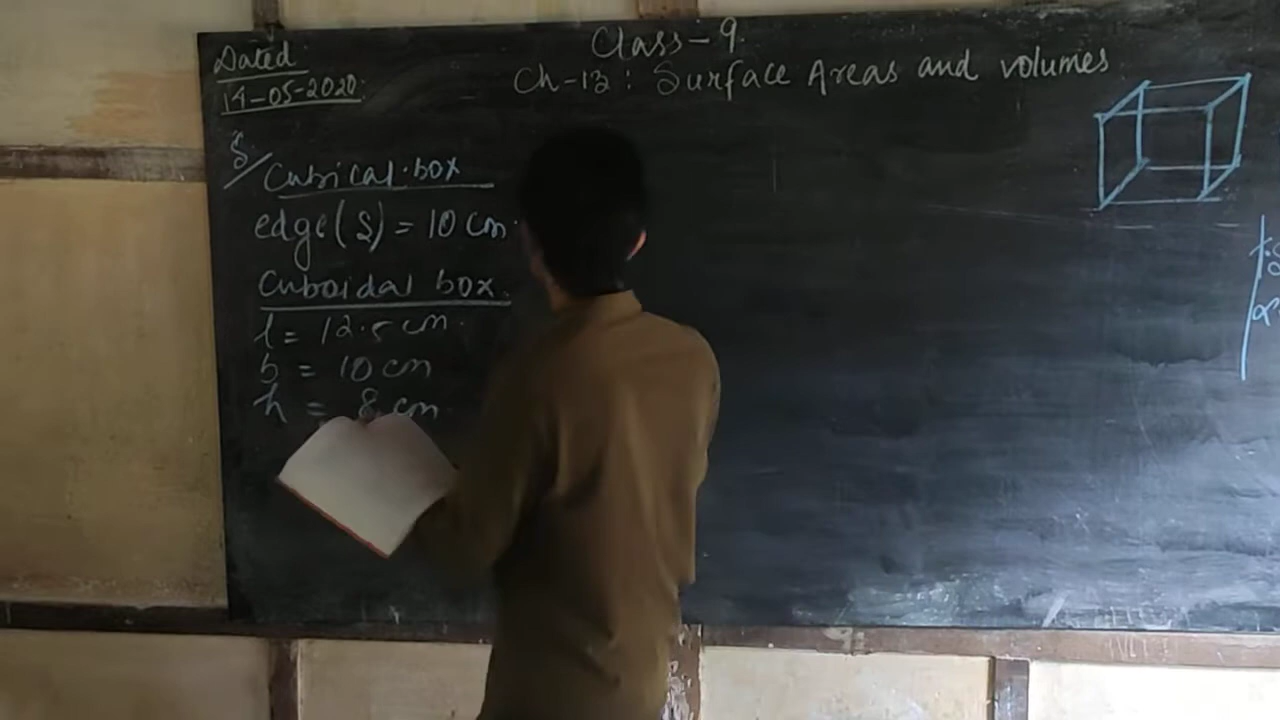 Dated
14-05-2020.
Class-9.
Ch-13: Surface Areas and volumes
5/ Cubical box
edge(s) = 10 cm.
Cuboidal box.
l = 12.5 cm.
b = 10 cm
h = 8 cm.